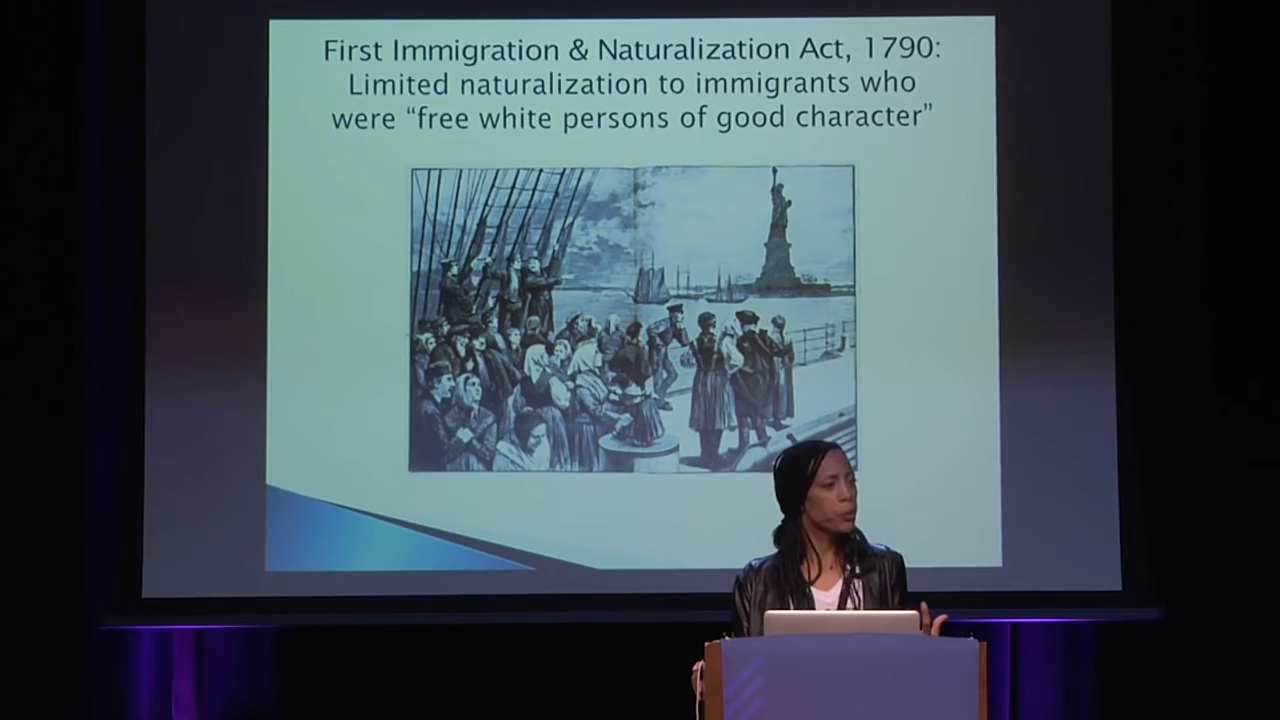 First Immigration & Naturalization Act, 1790:
Limited naturalization to immigrants who
were “free white persons of good character”